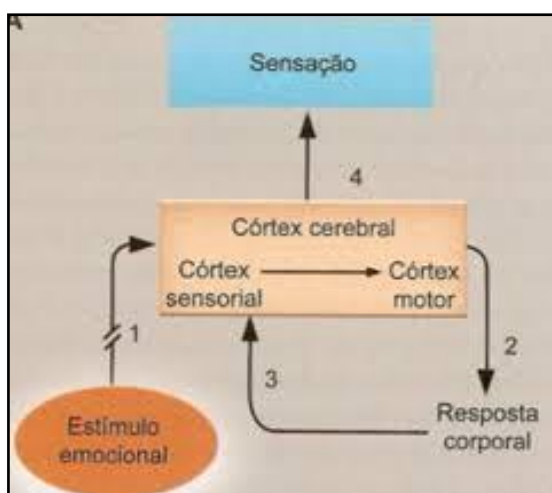 A
Sensação
4
Córtex cerebral
Córtex
sensorial
Córtex
motor
1
2
3
Estímulo
emocional
Resposta
corporal